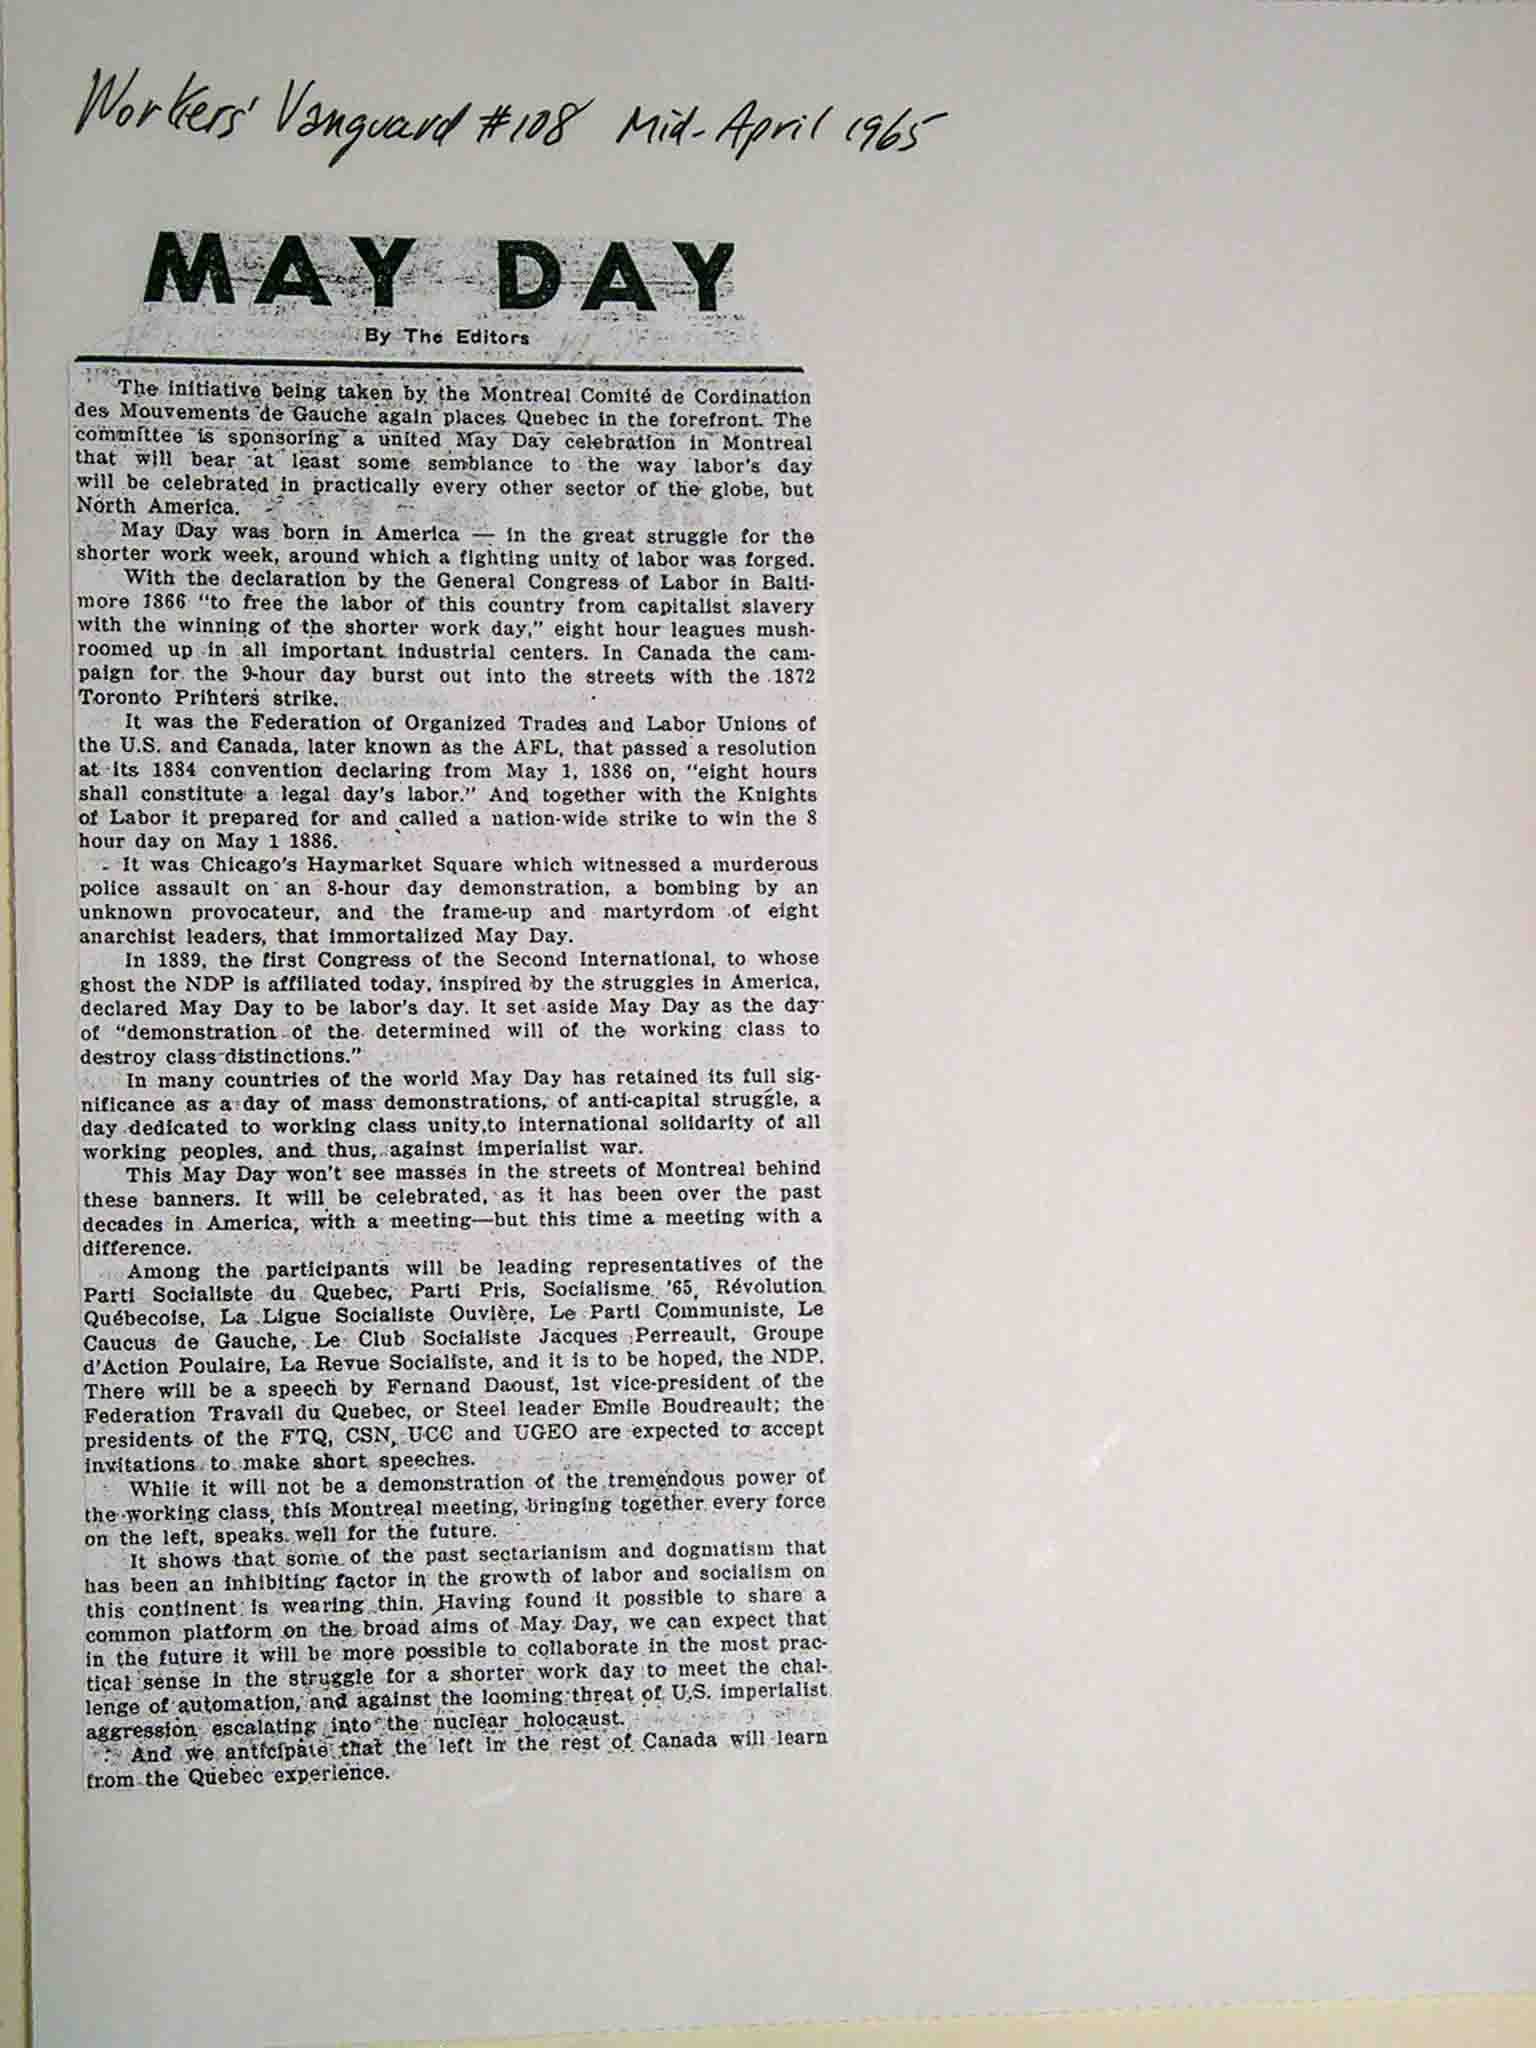 Workers' Vanguard #108 Mid-April 1965
MAY DAY
By The Editors
The initiative being taken by the Montreal Comité de Cordination
des Mouvements de Gauche again places Quebec in the forefront. The
committee is sponsoring a united May Day celebration in Montreal
that will bear at least some semblance to the way labor's day
will be celebrated in practically every other sector of the globe, but
North America.
May Day was born in America — in the great struggle for the
shorter work week, around which a fighting unity of labor was forged.
With the declaration by the General Congress of Labor in Balti-
more 1866 "to free the labor of this country from capitalist slavery
with the winning of the shorter work day," eight hour leagues mush-
roomed up in all important industrial centers. In Canada the cam-
paign for the 9-hour day burst out into the streets with the 1872
Toronto Printers strike.
It was the Federation of Organized Trades and Labor Unions of
the U.S. and Canada, later known as the AFL, that passed a resolution
at its 1884 convention declaring from May 1, 1886 on, "eight hours
shall constitute a legal day's labor." And together with the Knights
of Labor it prepared for and called a nation-wide strike to win the 8
hour day on May 1 1886.
It was Chicago's Haymarket Square which witnessed a murderous
police assault on an 8-hour day demonstration, a bombing by an
unknown provocateur, and the frame-up and martyrdom of eight
anarchist leaders, that immortalized May Day.
In 1889, the first Congress of the Second International, to whose
ghost the NDP is affiliated today, inspired by the struggles in America,
declared May Day to be labor's day. It set aside May Day as the day
of "demonstration of the determined will of the working class to
destroy class distinctions."
In many countries of the world May Day has retained its full sig-
nificance as a day of mass demonstrations, of anti-capital struggle, a
day dedicated to working class unity,to international solidarity of all
working peoples, and thus, against imperialist war.
This May Day won't see masses in the streets of Montreal behind
these banners. It will be celebrated, as it has been over the past
decades in America, with a meeting—but this time a meeting with a
difference.
Among the participants will be leading representatives of the
Parti Socialiste du Quebec, Parti Pris, Socialisme '65, Révolution
Québecoise, La Ligue Socialiste Ouvière, Le Parti Communiste, Le
Caucus de Gauche, Le Club Socialiste Jacques Perreault, Groupe
d'Action Poulaire, La Revue Socialiste, and it is to be hoped, the NDP.
There will be a speech by Fernand Daoust, 1st vice-president of the
Federation Travail du Quebec, or Steel leader Emile Boudreault; the
presidents of the FTQ, CSN, UCC and UGEO are expected to accept
invitations to make short speeches.
While it will not be a demonstration of the tremendous power of
the working class, this Montreal meeting, bringing together every force
on the left, speaks well for the future.
It shows that some of the past sectarianism and dogmatism that
has been an inhibiting factor in the growth of labor and socialism on
this continent is wearing thin. Having found it possible to share a
common platform on the broad aims of May Day, we can expect that
in the future it will be more possible to collaborate in the most prac-
tical sense in the struggle for a shorter work day to meet the chal-
lenge of automation, and against the looming threat of U.S. imperialist
aggression escalating into the nuclear holocaust.
And we anticipate that the left in the rest of Canada will learn
from the Quebec experience.